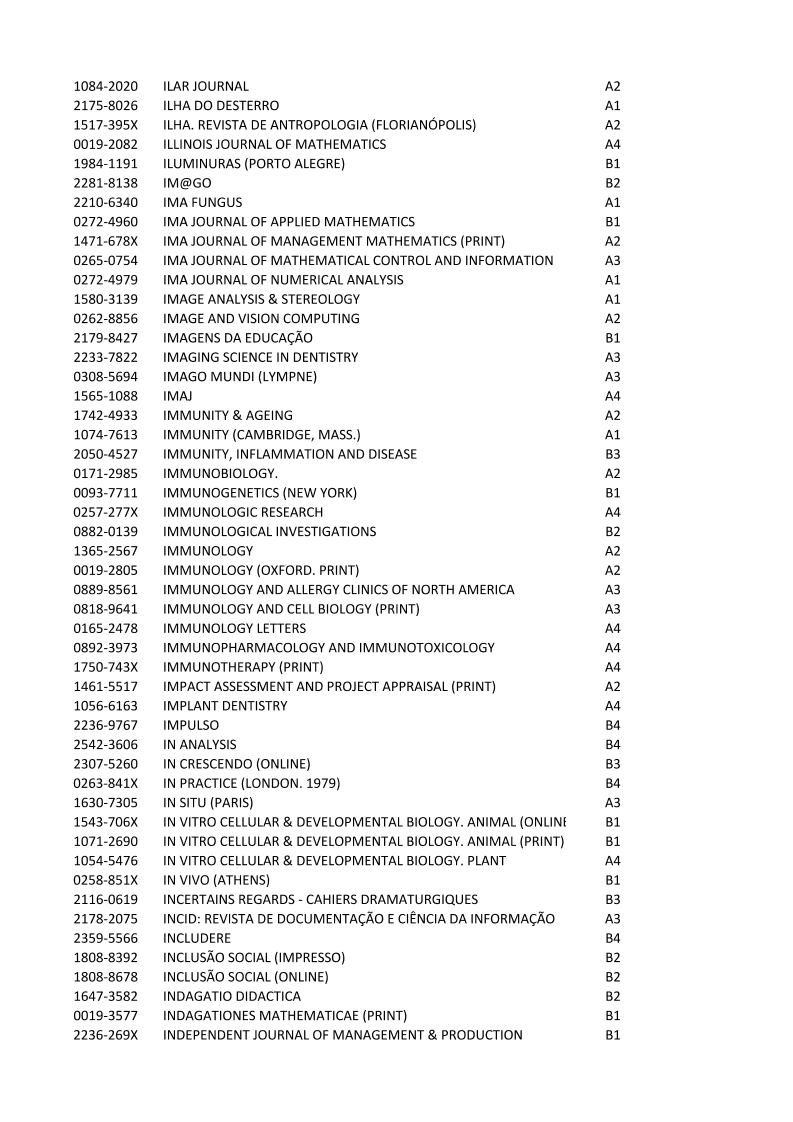 1084-2020 ILAR JOURNAL A2
2175-8026 ILHA DO DESTERRO A1
1517-395X ILHA. REVISTA DE ANTROPOLOGIA (FLORIANÓPOLIS) A2
0019-2082 ILLINOIS JOURNAL OF MATHEMATICS A4
1984-1191 ILUMINURAS (PORTO ALEGRE) B1
2281-8138 IM@GO B2
2210-6340 IMA FUNGUS A1
0272-4960 IMA JOURNAL OF APPLIED MATHEMATICS B1
1471-678X IMA JOURNAL OF MANAGEMENT MATHEMATICS (PRINT) A2
0265-0754 IMA JOURNAL OF MATHEMATICAL CONTROL AND INFORMATION A3
0272-4979 IMA JOURNAL OF NUMERICAL ANALYSIS A1
1580-3139 IMAGE ANALYSIS & STEREOLOGY A1
0262-8856 IMAGE AND VISION COMPUTING A2
2179-8427 IMAGENS DA EDUCAÇÃO B1
2233-7822 IMAGING SCIENCE IN DENTISTRY A3
0308-5694 IMAGO MUNDI (LYMPNE) A3
1565-1088 IMAJ A4
1742-4933 IMMUNITY & AGEING A2
1074-7613 IMMUNITY (CAMBRIDGE, MASS.) A1
2050-4527 IMMUNITY, INFLAMMATION AND DISEASE B3
0171-2985 IMMUNOBIOLOGY. A2
0093-7711 IMMUNOGENETICS (NEW YORK) B1
0257-277X IMMUNOLOGIC RESEARCH A4
0882-0139 IMMUNOLOGICAL INVESTIGATIONS B2
1365-2567 IMMUNOLOGY A2
0019-2805 IMMUNOLOGY (OXFORD. PRINT) A2
0889-8561 IMMUNOLOGY AND ALLERGY CLINICS OF NORTH AMERICA A3
0818-9641 IMMUNOLOGY AND CELL BIOLOGY (PRINT) A3
0165-2478 IMMUNOLOGY LETTERS A4
0892-3973 IMMUNOPHARMACOLOGY AND IMMUNOTOXICOLOGY A4
1750-743X IMMUNOTHERAPY (PRINT) A4
1461-5517 IMPACT ASSESSMENT AND PROJECT APPRAISAL (PRINT) A2
1056-6163 IMPLANT DENTISTRY A4
2236-9767 IMPULSO B4
2542-3606 IN ANALYSIS B4
2307-5260 IN CRESCENDO (ONLINE) B3
0263-841X IN PRACTICE (LONDON. 1979) B4
1630-7305 IN SITU (PARIS) A3
1543-706X IN VITRO CELLULAR & DEVELOPMENTAL BIOLOGY. ANIMAL (ONLINE B1
1071-2690 IN VITRO CELLULAR & DEVELOPMENTAL BIOLOGY. ANIMAL (PRINT) B1
1054-5476 IN VITRO CELLULAR & DEVELOPMENTAL BIOLOGY. PLANT A4
0258-851X IN VIVO (ATHENS) B1
2116-0619 INCERTAINS REGARDS - CAHIERS DRAMATURGIQUES B3
2178-2075 INCID: REVISTA DE DOCUMENTAÇÃO E CIÊNCIA DA INFORMAÇÃO A3
2359-5566 INCLUDERE B4
1808-8392 INCLUSÃO SOCIAL (IMPRESSO) B2
1808-8678 INCLUSÃO SOCIAL (ONLINE) B2
1647-3582 INDAGATIO DIDACTICA B2
0019-3577 INDAGATIONES MATHEMATICAE (PRINT) B1
2236-269X INDEPENDENT JOURNAL OF MANAGEMENT & PRODUCTION B1